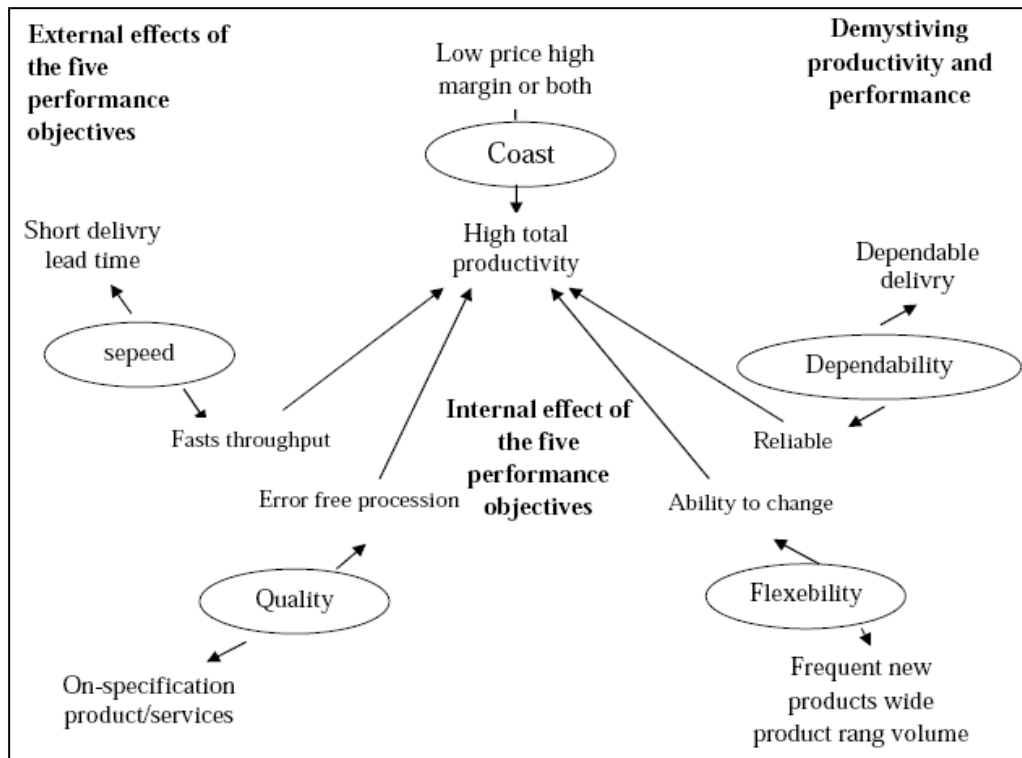 External effects of
the five
performance
objectives
Low price high
margin or both
Demystiving
productivity and
performance
Coast
High total
productivity
Short delivry
lead time
Dependable
delivry
sepeed
Dependability
Fasts throughput
Internal effect of
the five
performance
objectives
Reliable
Error free procession
Ability to change
Quality
Flexebility
On-specification
product/services
Frequent new
products wide
product rang volume